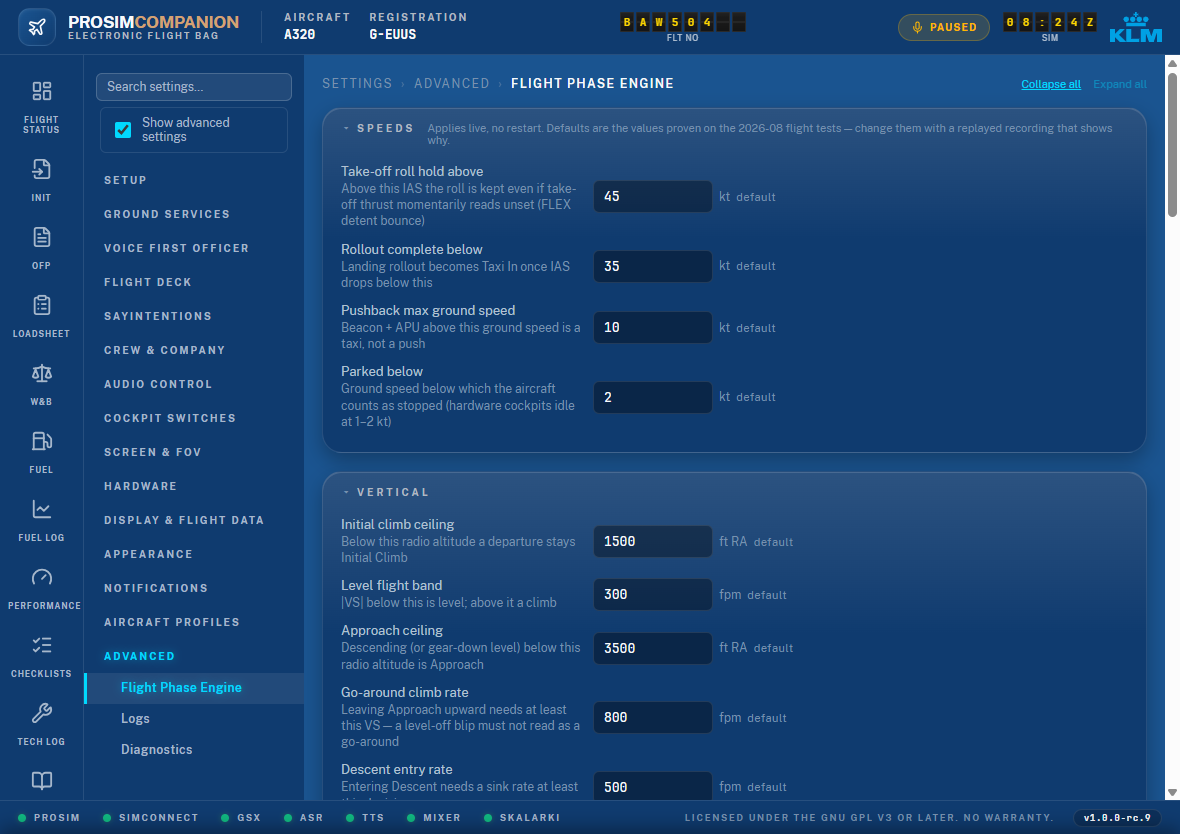 PROSIMCOMPANION
ELECTRONIC FLIGHT BAG
AIRCRAFT
A320
REGISTRATION
G-EUUS
BAW504
FLT NO
PAUSED
08:24Z
SIM
KLM
FLIGHT STATUS
INIT
OFP
LOADSHEET
W&B
FUEL
FUEL LOG
PERFORMANCE
CHECKLISTS
TECH LOG
Search settings...
Show advanced
settings
SETUP
GROUND SERVICES
VOICE FIRST OFFICER
FLIGHT DECK
SAYINTENTIONS
CREW & COMPANY
AUDIO CONTROL
COCKPIT SWITCHES
SCREEN & FOV
HARDWARE
DISPLAY & FLIGHT DATA
APPEARANCE
NOTIFICATIONS
AIRCRAFT PROFILES
ADVANCED
Flight Phase Engine
Logs
Diagnostics
SETTINGS › ADVANCED › FLIGHT PHASE ENGINE
Collapse all Expand all
SPEEDS Applies live, no restart. Defaults are the values proven on the 2026-08 flight tests — change them with a replayed recording that shows
why.
Take-off roll hold above
Above this IAS the roll is kept even if take-
off thrust momentarily reads unset (FLEX
detent bounce)
45 kt default
Rollout complete below
Landing rollout becomes Taxi In once IAS
drops below this
35 kt default
Pushback max ground speed
Beacon + APU above this ground speed is a
taxi, not a push
10 kt default
Parked below
Ground speed below which the aircraft
counts as stopped (hardware cockpits idle
at 1–2 kt)
2 kt default
VERTICAL
Initial climb ceiling
Below this radio altitude a departure stays
Initial Climb
1500 ft RA default
Level flight band
|VS| below this is level; above it a climb
300 fpm default
Approach ceiling
Descending (or gear-down level) below this
radio altitude is Approach
3500 ft RA default
Go-around climb rate
Leaving Approach upward needs at least
this VS — a level-off blip must not read as a
go-around
800 fpm default
Descent entry rate
Entering Descent needs a sink rate at least
500 fpm default
PROSIM SIMCONNECT GSX ASR TTS MIXER SKALARKI
LICENSED UNDER THE GNU GPL V3 OR LATER. NO WARRANTY. v1.0.0-rc.9